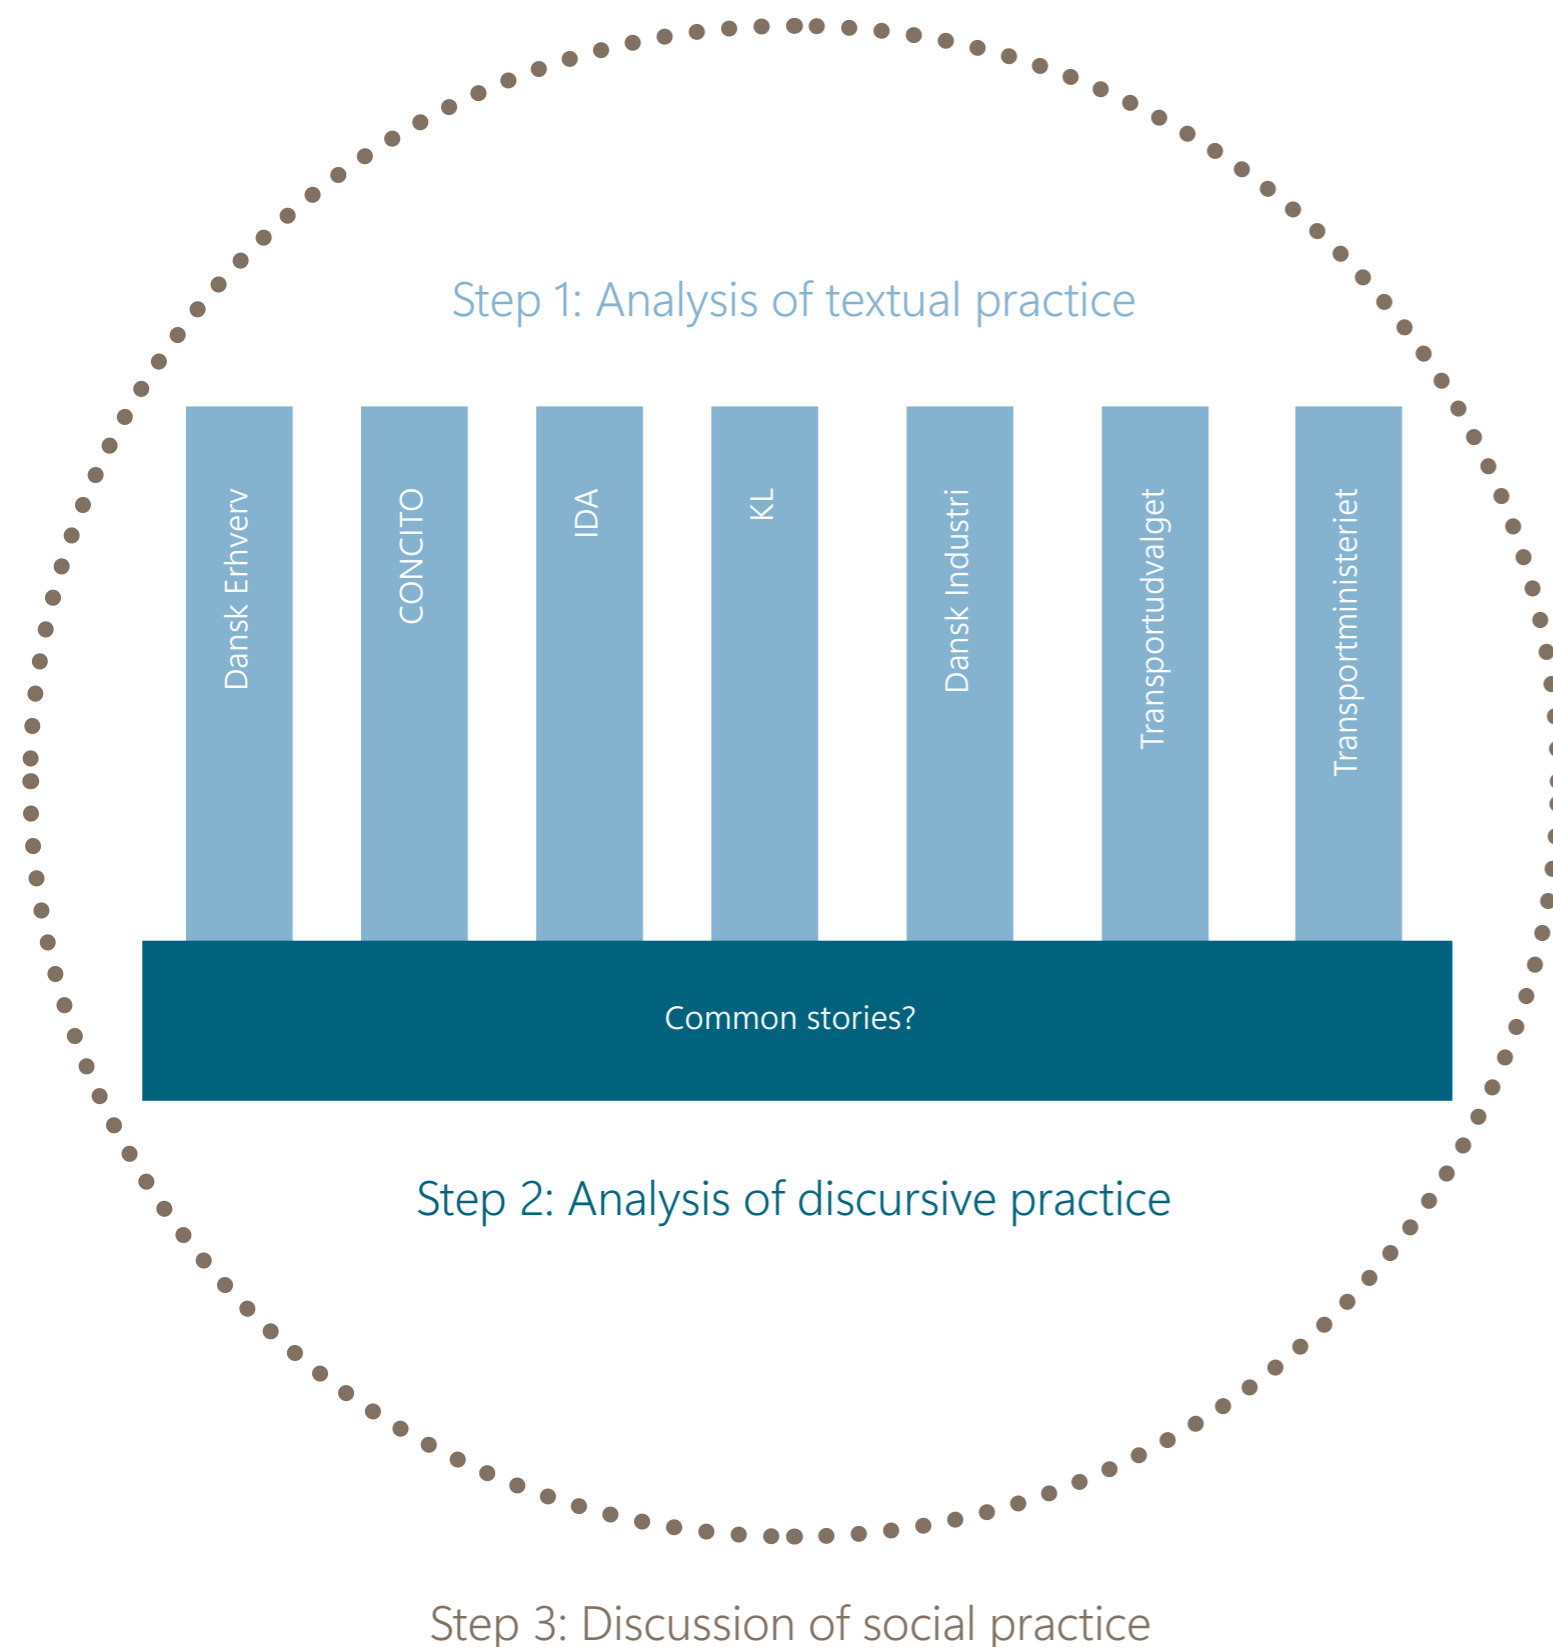 Step 1: Analysis of textual practice
Dansk Erhverv
CONCITO
IDA
KL
Dansk Industri
Transportudvalget
Transportministeriet
Common stories?
Step 2: Analysis of discursive practice
Step 3: Discussion of social practice